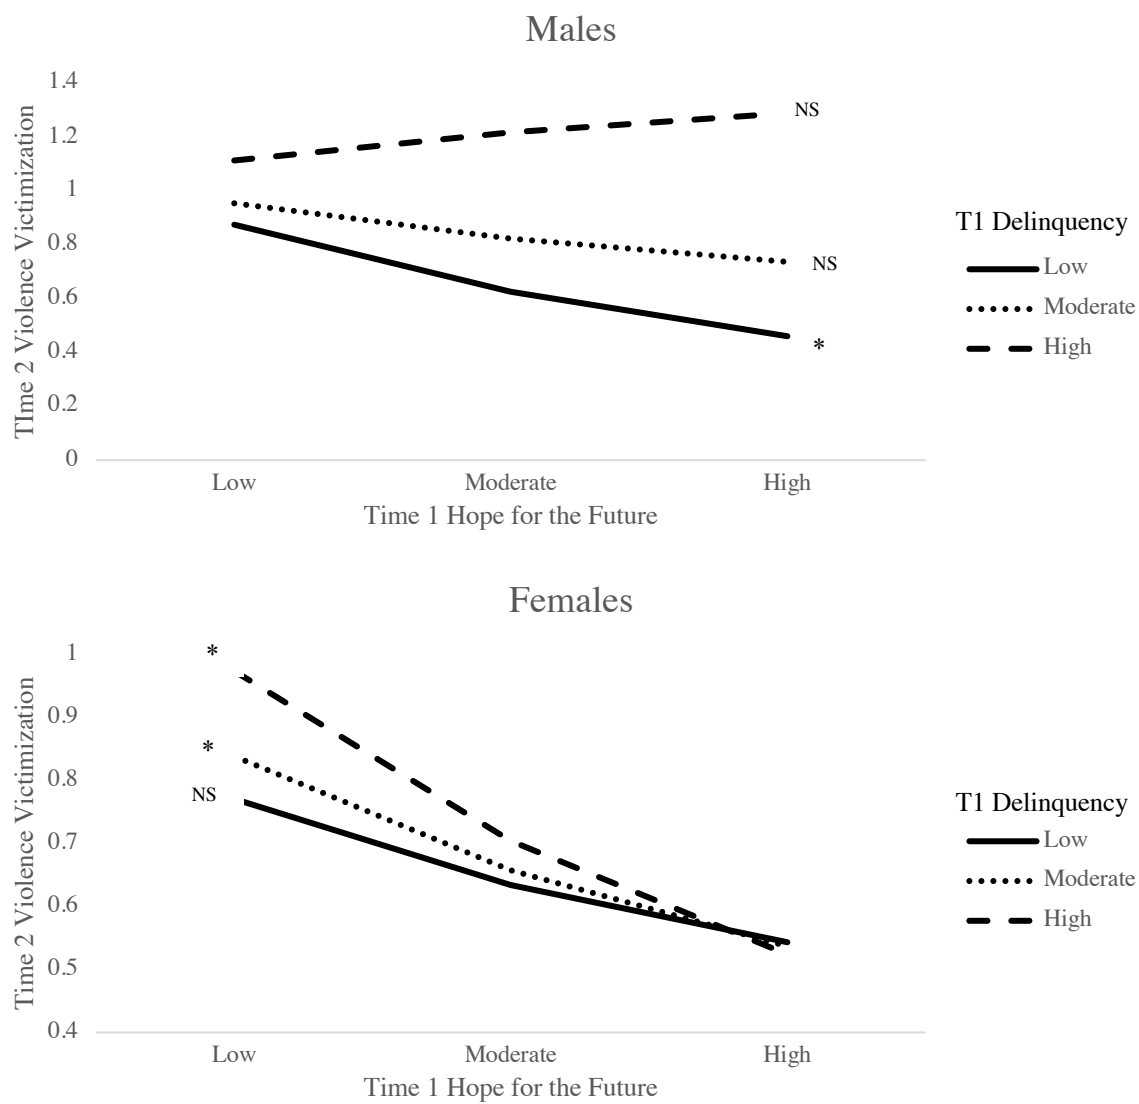 Males
TIme 2 Violence Victimization
1.4
1.2
1
0.8
0.6
0.4
0.2
0
NS
NS
*
Low
Moderate
High
Time 1 Hope for the Future
T1 Delinquency
Low
Moderate
High
Females
Time 2 Violence Victimization
1
0.9
0.8
0.7
0.6
0.5
0.4
*
*
NS
Low
Moderate
High
Time 1 Hope for the Future
T1 Delinquency
Low
Moderate
High